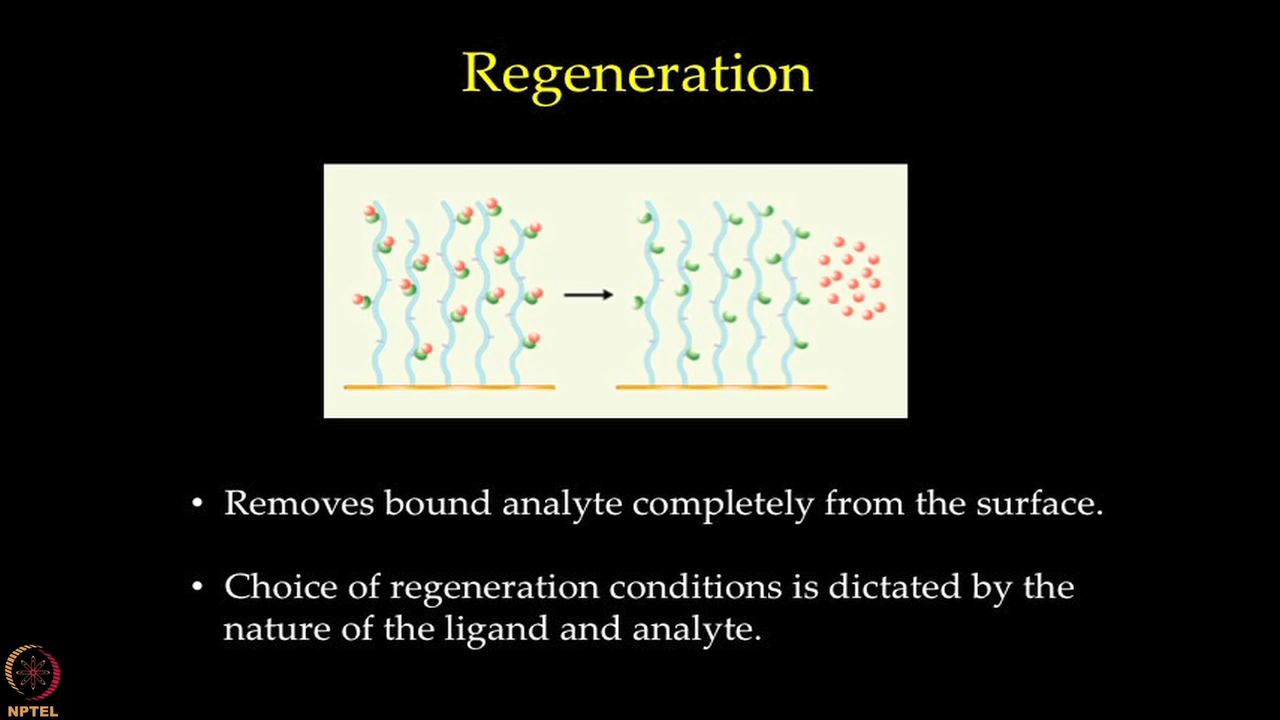 Regeneration
• Removes bound analyte completely from the surface.
• Choice of regeneration conditions is dictated by the
nature of the ligand and analyte.
NPTEL